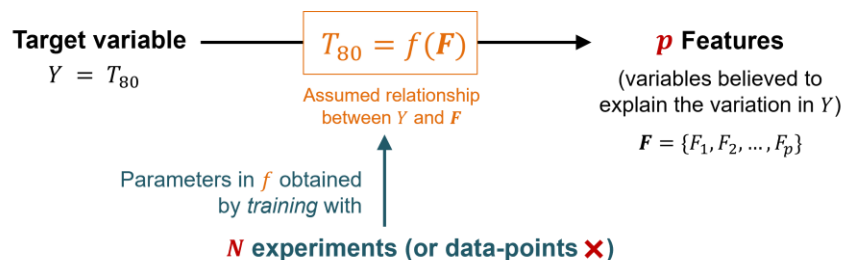 Target variable
Y = T₈₀
T₈₀ = f(F)
Assumed relationship
between Y and F
p Features
(variables believed to
explain the variation in Y)
F = {F₁, F₂, ..., Fₚ}
Parameters in f obtained
by training with
N experiments (or data-points ×)